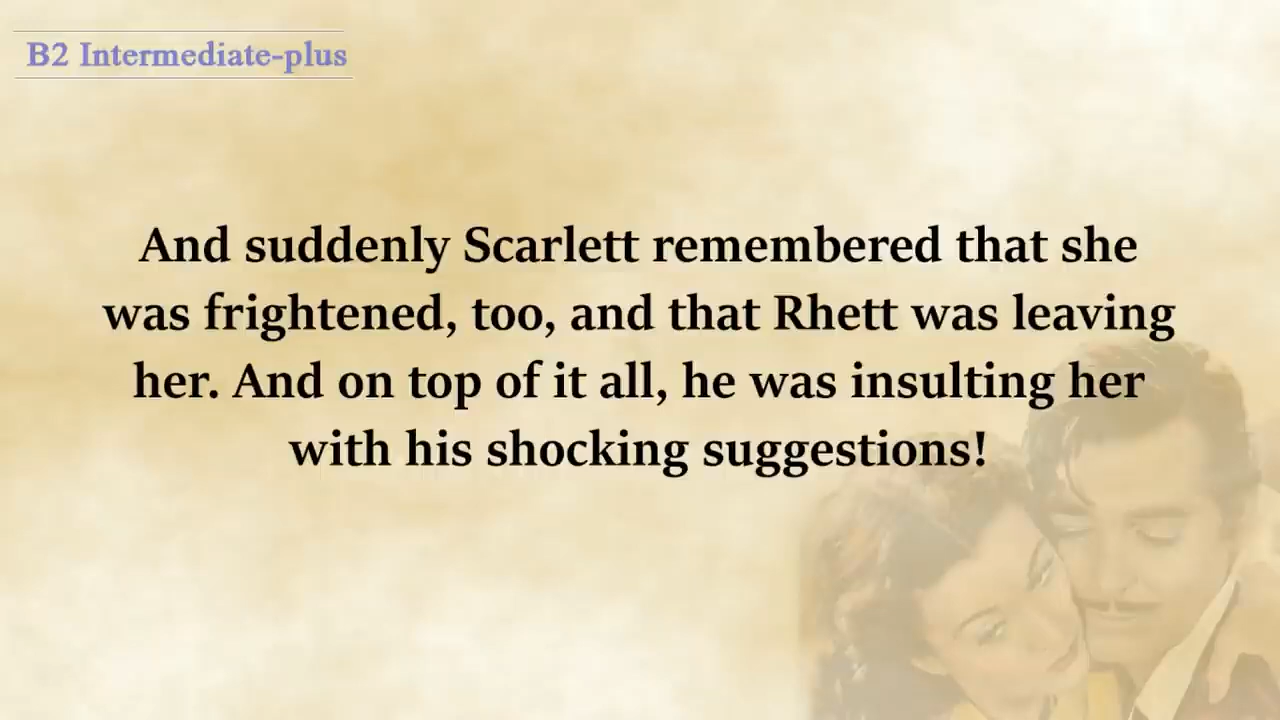 B2 Intermediate-plus
And suddenly Scarlett remembered that she
was frightened, too, and that Rhett was leaving
her. And on top of it all, he was insulting her
with his shocking suggestions!